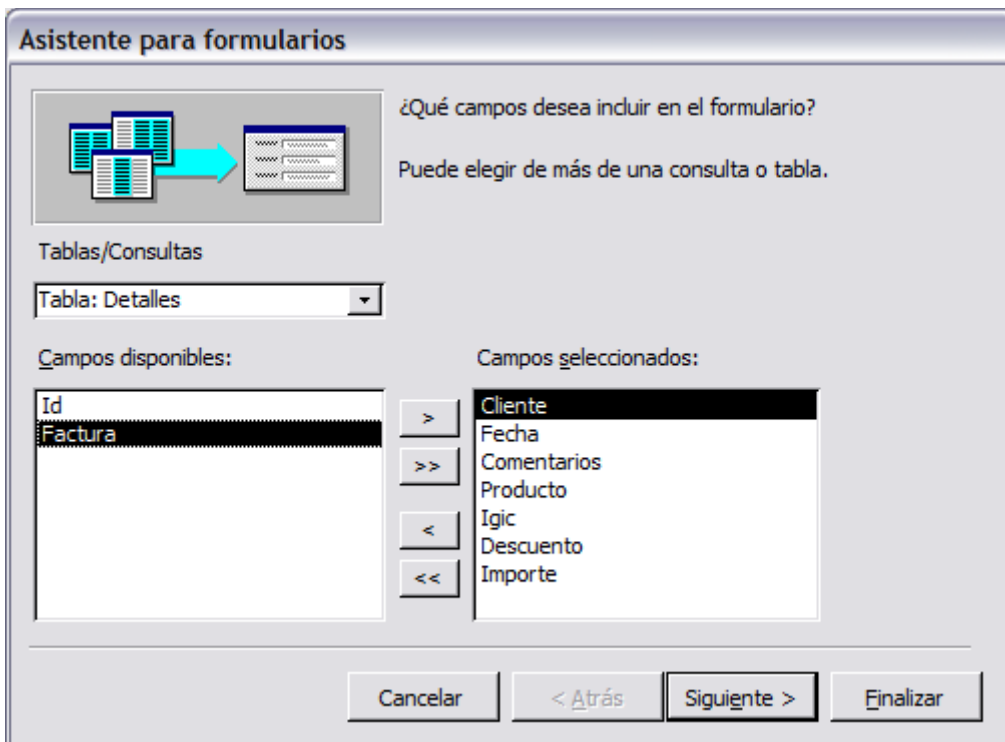 Asistente para formularios
¿Qué campos desea incluir en el formulario?
Puede elegir de más de una consulta o tabla.
Tablas/Consultas
Tabla: Detalles
Campos disponibles:
Id
Factura
>
>>
<
<<
Campos seleccionados:
Cliente
Fecha
Comentarios
Producto
Igic
Descuento
Importe
Cancelar
< Atrás
Siguiente >
Finalizar